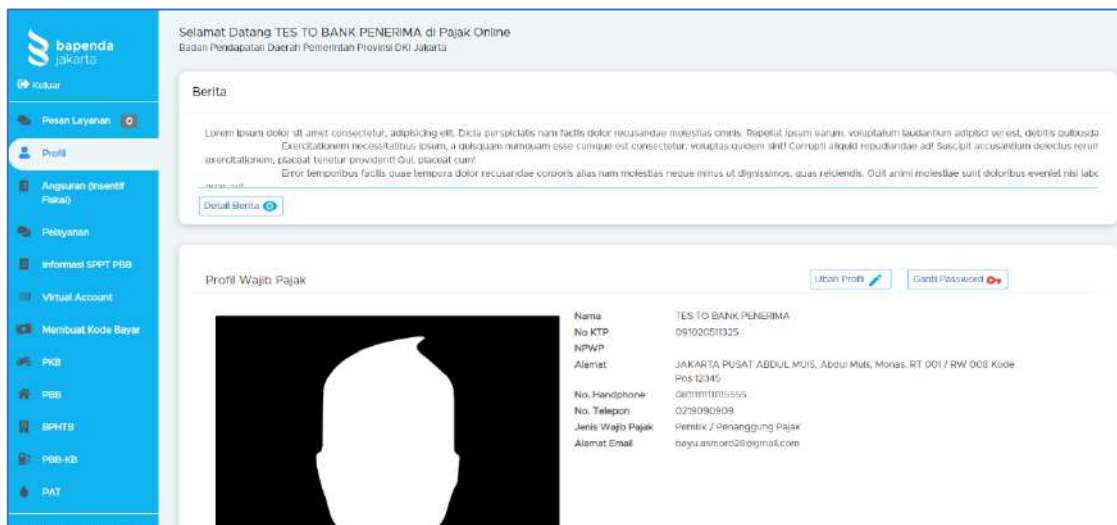 bapenda
jakarta
Keluar
Pesan Layanan 0
Profil
Angsuran (Insentif
Fiskal)
Pelayanan
Informasi SPPT PBB
Virtual Account
Membuat Kode Bayar
PKB
PBB
BPHTB
PBB-KB
PAT
Selamat Datang TES TO BANK PENERIMA di Pajak Online
Badan Pendapatan Daerah Pemerintah Provinsi DKI Jakarta
Berita
Lorem ipsum dolor sit amet consectetur, adipisicing elit. Dicta perspiciatis nam facilis dolor recusandae molestias omnis. Repellat ipsam earum, voluptatum laudantium adipisci vel est, debitis quibusda
Exercitationem necessitatibus ipsum, a quisquam numquam esse cumque est consectetur, voluptas quidem sint! Corrupti aliquid repudiandae ad! Suscipit accusantium delectus rerum
exercitationem, placeat tenetur provident! Qui, placeat cum!
Error temporibus facilis quae tempora dolor recusandae corporis alias nam molestias neque minus ut dignissimos, quas reiciendis. Odit animi molestiae sunt doloribus eveniet nisi labo
Detail Berita
Profil Wajib Pajak
Ubah Profil
Ganti Password
Nama TES TO BANK PENERIMA
No KTP 091020511325
NPWP
Alamat JAKARTA PUSAT ABDUL MUIS, Abdul Muis, Monas, RT 001 / RW 008 Kode
Pos 12345
No. Handphone
No. Telepon 0219090909
Jenis Wajib Pajak Pemilik / Penanggung Pajak
Alamat Email bayu.asmoro28@gmail.com